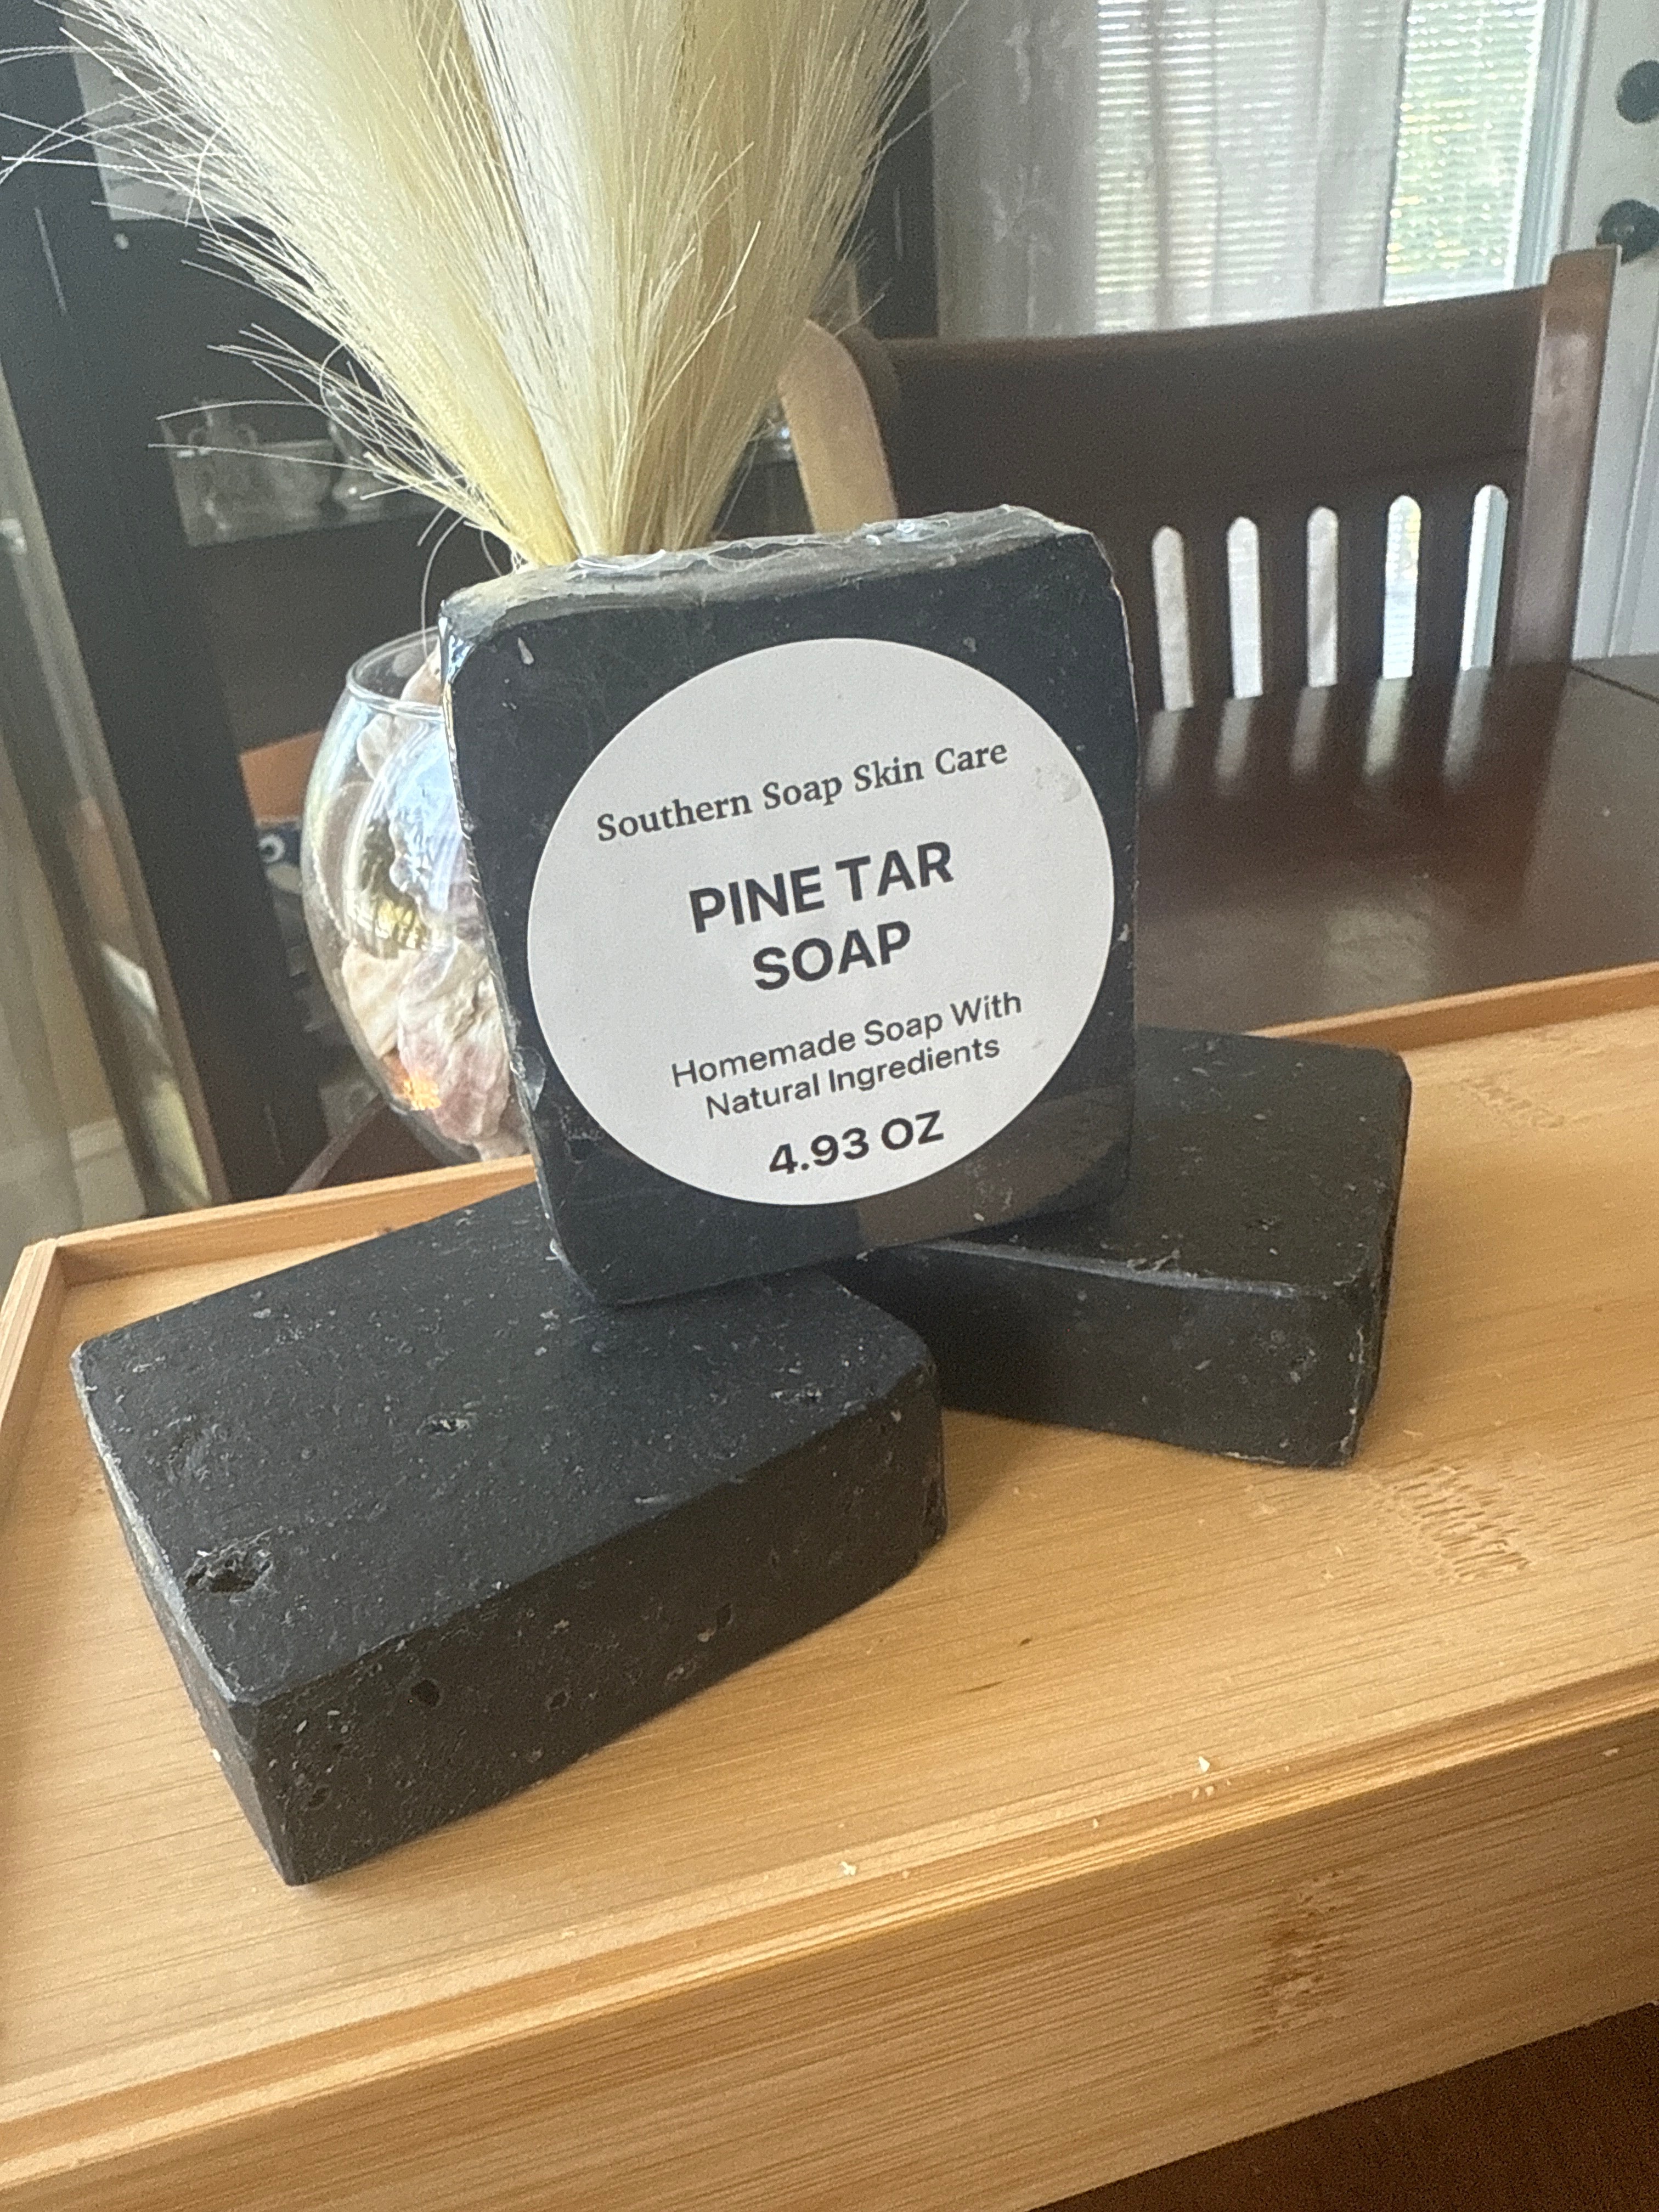 Southern Soap Skin Care
PINE TAR
SOAP
Homemade Soap With
Natural Ingredients
4.93 OZ